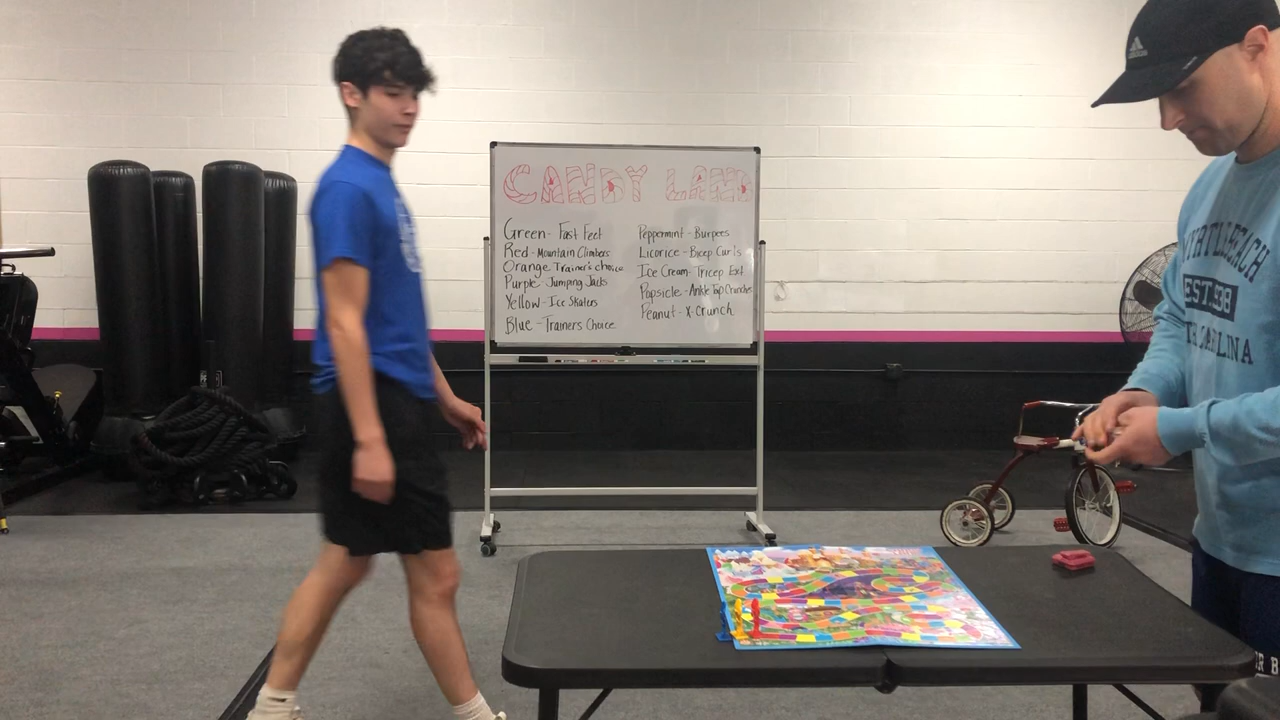 CANDY LAND
Green - Fast Feet
Red - Mountain Climbers
Orange Trainer's choice
Purple - Jumping Jacks
Yellow - Ice Skaters
Blue - Trainers Choice
Peppermint - Burpees
Licorice - Bicep Curls
Ice Cream - Tricep Ext
Popsicle - Ankle Tap Crunches
Peanut - X-Crunch
MYRTLE BEACH
EST. 1938
CAROLINA